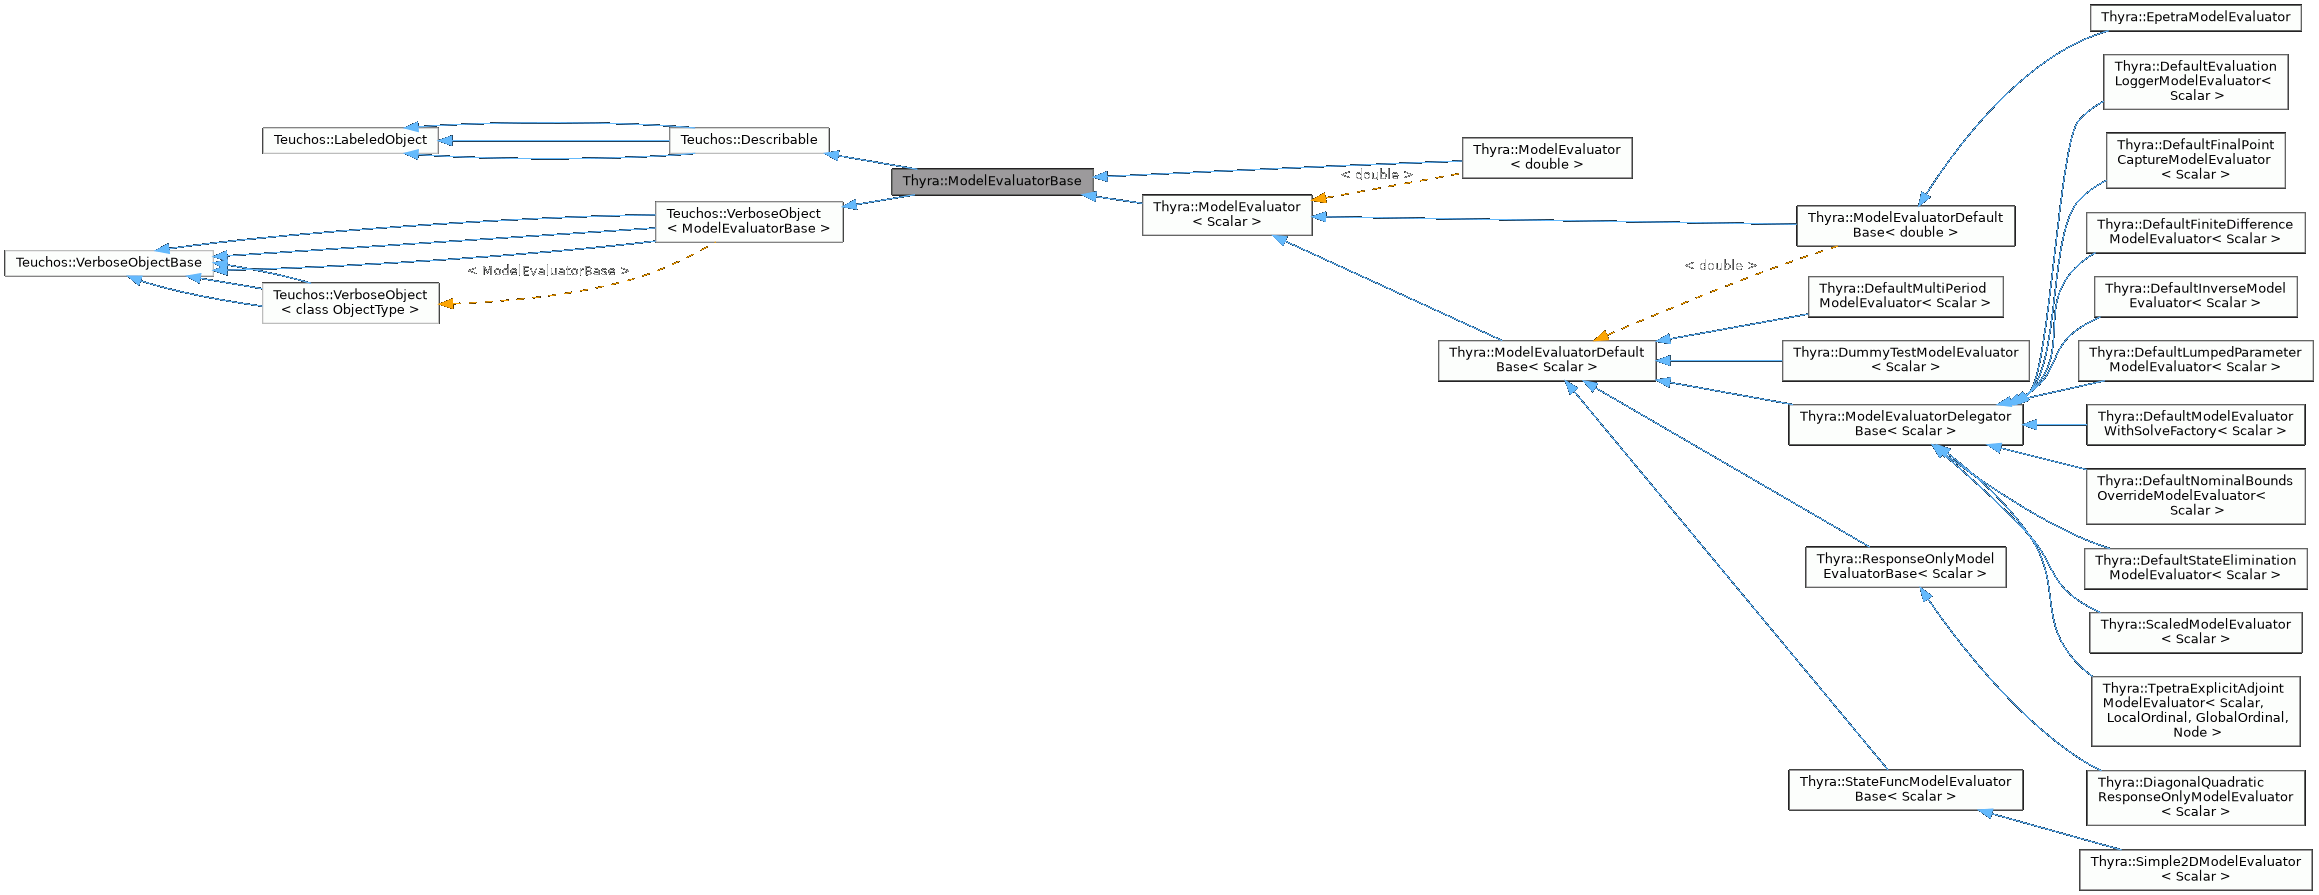 Teuchos::LabeledObject
Teuchos::Describable
Thyra::ModelEvaluatorBase
Teuchos::VerboseObject
< ModelEvaluatorBase >
Teuchos::VerboseObjectBase
< ModelEvaluatorBase >
Teuchos::VerboseObject
< class ObjectType >
Thyra::ModelEvaluator
< double >
< double >
Thyra::ModelEvaluator
< Scalar >
Thyra::ModelEvaluatorDefault
Base< double >
< double >
Thyra::ModelEvaluatorDefault
Base< Scalar >
Thyra::DefaultMultiPeriod
ModelEvaluator< Scalar >
Thyra::DummyTestModelEvaluator
< Scalar >
Thyra::ModelEvaluatorDelegator
Base< Scalar >
Thyra::ResponseOnlyModel
EvaluatorBase< Scalar >
Thyra::StateFuncModelEvaluator
Base< Scalar >
Thyra::EpetraModelEvaluator
Thyra::DefaultEvaluation
LoggerModelEvaluator<
Scalar >
Thyra::DefaultFinalPoint
CaptureModelEvaluator
< Scalar >
Thyra::DefaultFiniteDifference
ModelEvaluator< Scalar >
Thyra::DefaultInverseModel
Evaluator< Scalar >
Thyra::DefaultLumpedParameter
ModelEvaluator< Scalar >
Thyra::DefaultModelEvaluator
WithSolveFactory< Scalar >
Thyra::DefaultNominalBounds
OverrideModelEvaluator<
Scalar >
Thyra::DefaultStateElimination
ModelEvaluator< Scalar >
Thyra::ScaledModelEvaluator
< Scalar >
Thyra::TpetraExplicitAdjoint
ModelEvaluator< Scalar,
LocalOrdinal, GlobalOrdinal,
Node >
Thyra::DiagonalQuadratic
ResponseOnlyModelEvaluator
< Scalar >
Thyra::Simple2DModelEvaluator
< Scalar >